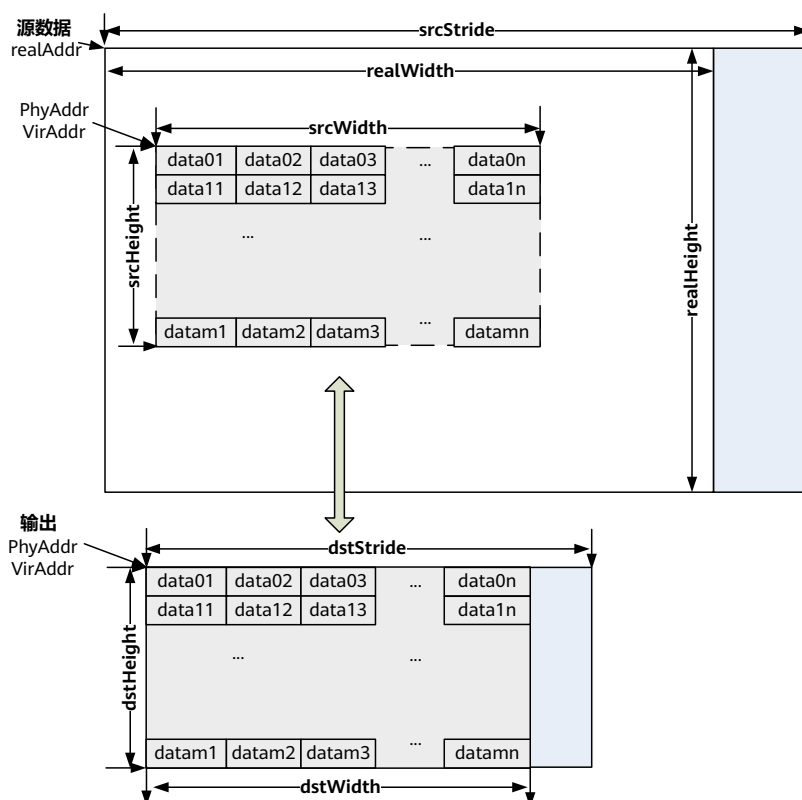 源数据
realAddr
srcStride
realWidth
PhyAddr
VirAddr
srcWidth
data01 data02 data03 ... data0n
data11 data12 data13 data1n
... ...
srcHeight
realHeight
datam1 datam2 datam3 ... datamn
输出
PhyAddr
VirAddr
dstStride
data01 data02 data03 ... data0n
data11 data12 data13 data1n
... ...
dstHeight
datam1 datam2 datam3 ... datamn
dstWidth